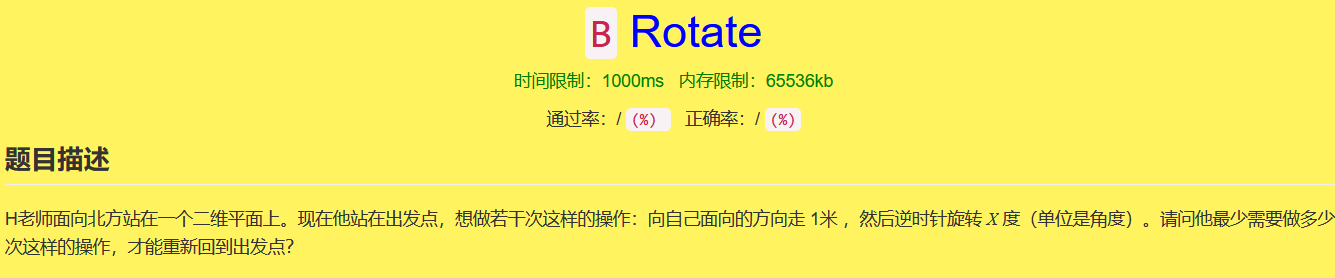 B Rotate
时间限制：1000ms 内存限制：65536kb
通过率：/ (%) 正确率：/ (%)
题目描述
H老师面向北方站在一个二维平面上。现在他站在出发点，想做若干次这样的操作：向自己面向的方向走 1米 ，然后逆时针旋转 X 度（单位是角度）。请问他最少需要做多少
次这样的操作，才能重新回到出发点?